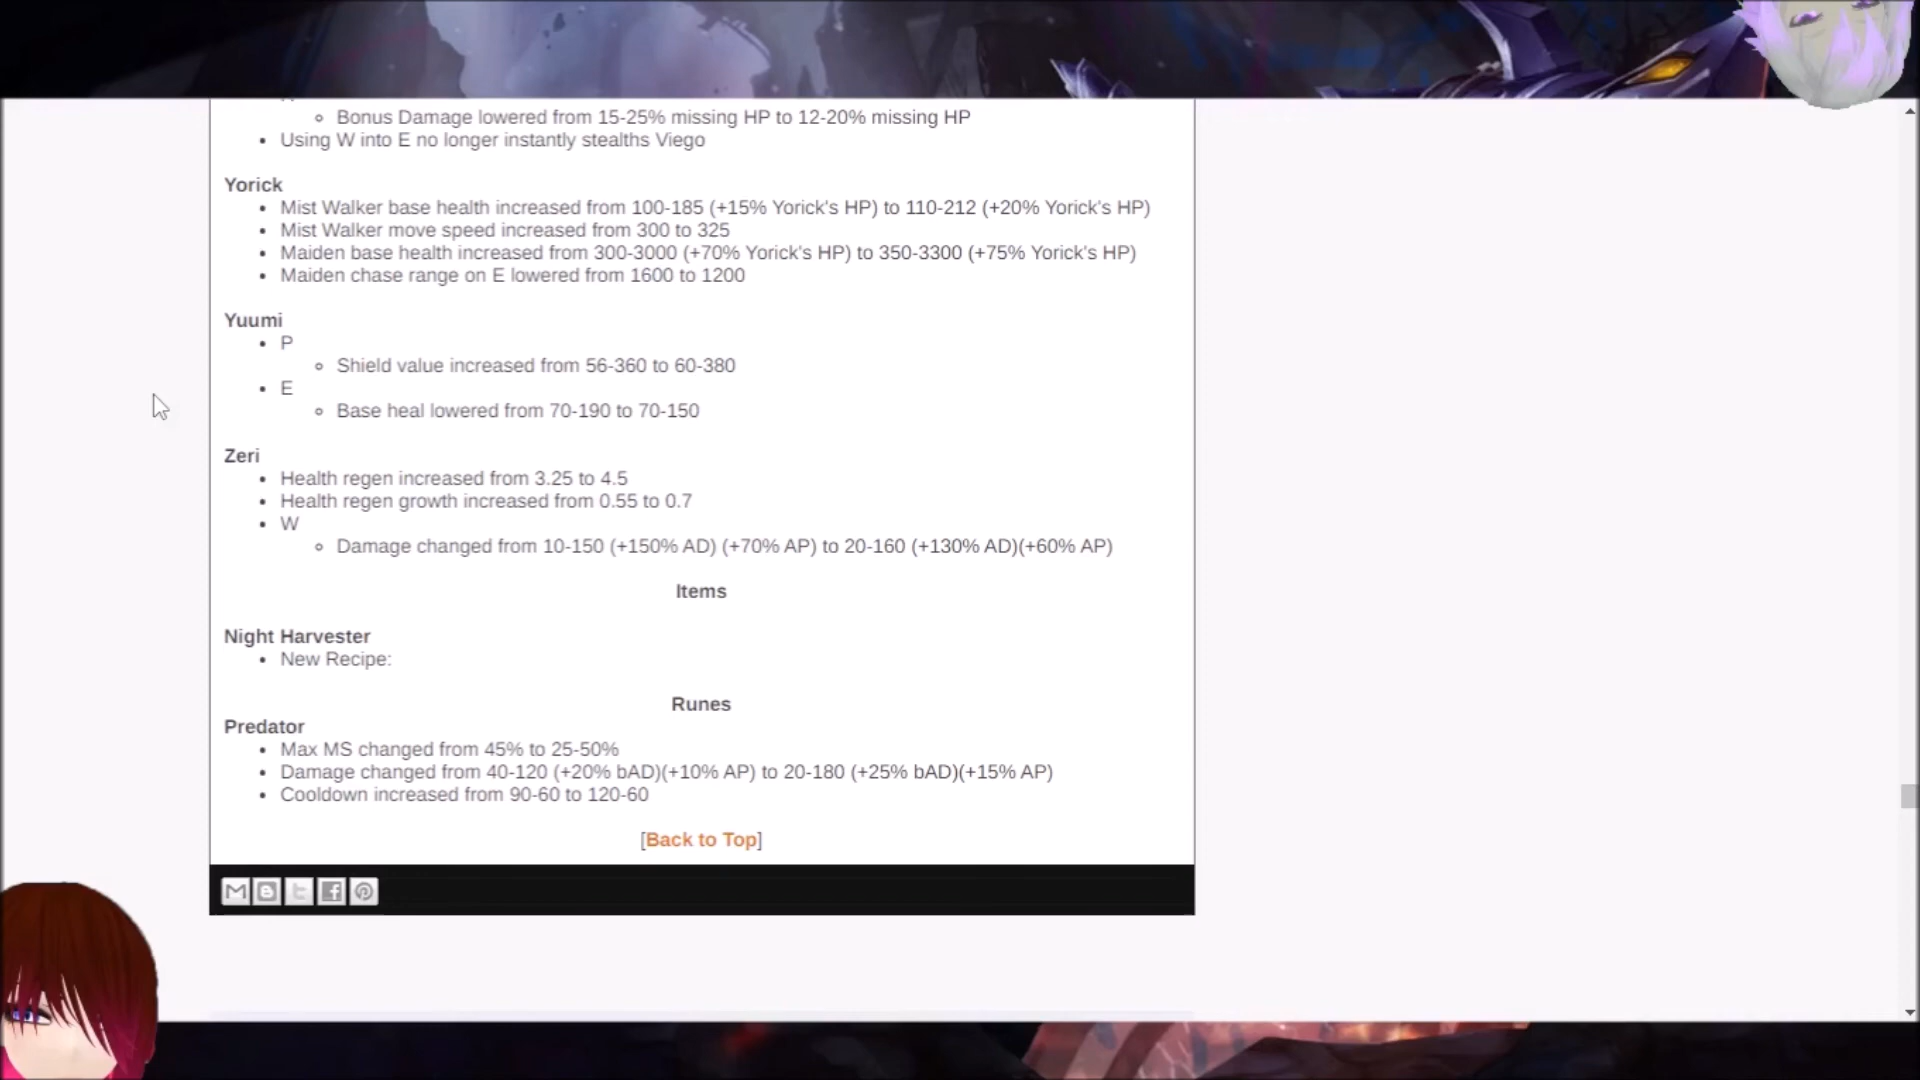 Bonus Damage lowered from 15-25% missing HP to 12-20% missing HP
Using W into E no longer instantly stealths Viego
Yorick
Mist Walker base health increased from 100-185 (+15% Yorick's HP) to 110-212 (+20% Yorick's HP)
Mist Walker move speed increased from 300 to 325
Maiden base health increased from 300-3000 (+70% Yorick's HP) to 350-3300 (+75% Yorick's HP)
Maiden chase range on E lowered from 1600 to 1200
Yuumi
P
Shield value increased from 56-360 to 60-380
E
Base heal lowered from 70-190 to 70-150
Zeri
Health regen increased from 3.25 to 4.5
Health regen growth increased from 0.55 to 0.7
W
Damage changed from 10-150 (+150% AD) (+70% AP) to 20-160 (+130% AD)(+60% AP)
Items
Night Harvester
New Recipe:
Runes
Predator
Max MS changed from 45% to 25-50%
Damage changed from 40-120 (+20% bAD)(+10% AP) to 20-180 (+25% bAD)(+15% AP)
Cooldown increased from 90-60 to 120-60
[Back to Top]